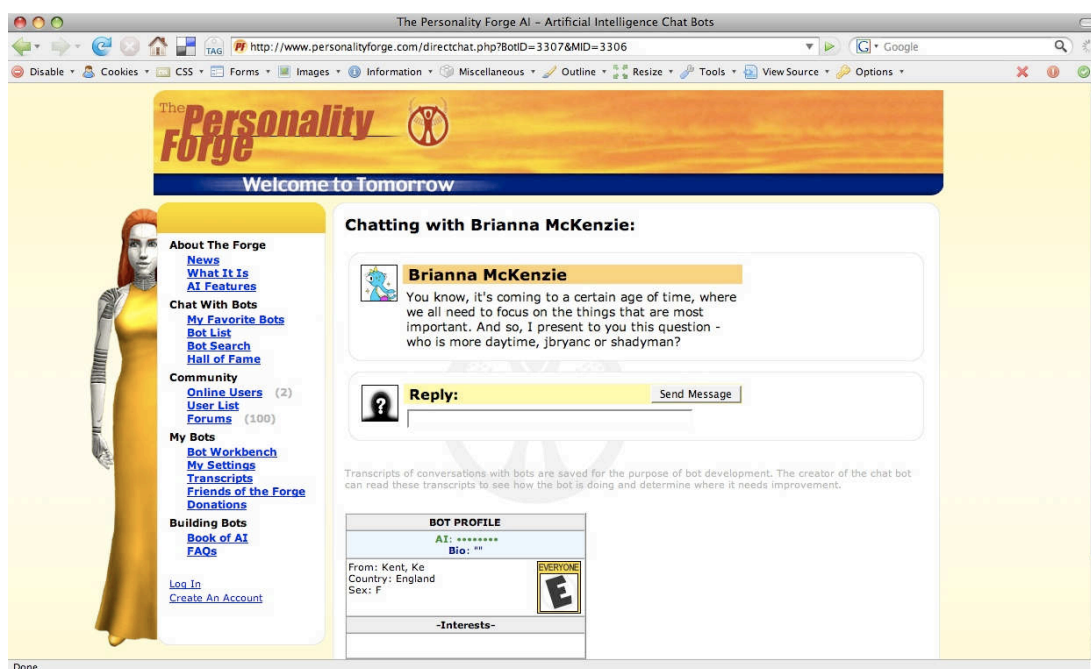 The Personality Forge AI – Artificial Intelligence Chat Bots
TAG
http://www.personalityforge.com/directchat.php?BotID=3307&MID=3306
G
Google
Disable
Cookies
CSS
Forms
Images
Information
Miscellaneous
Outline
Resize
Tools
View Source
Options
The Personality
Forge
Welcome to Tomorrow
About The Forge
News
What It Is
AI Features
Chat With Bots
My Favorite Bots
Bot List
Bot Search
Hall of Fame
Community
Online Users (2)
User List
Forums (100)
My Bots
Bot Workbench
My Settings
Transcripts
Friends of the Forge
Donations
Building Bots
Book of AI
FAQs
Log In
Create An Account
Chatting with Brianna McKenzie:
Brianna McKenzie
You know, it's coming to a certain age of time, where
we all need to focus on the things that are most
important. And so, I present to you this question -
who is more daytime, jbryanc or shadyman?
?
Reply:
Send Message
Transcripts of conversations with bots are saved for the purpose of bot development. The creator of the chat bot
can read these transcripts to see how the bot is doing and determine where it needs improvement.
BOT PROFILE
AI: ••••••••
Bio: ""
From: Kent, Ke
Country: England
Sex: F
EVERYONE
E
-Interests-
Done